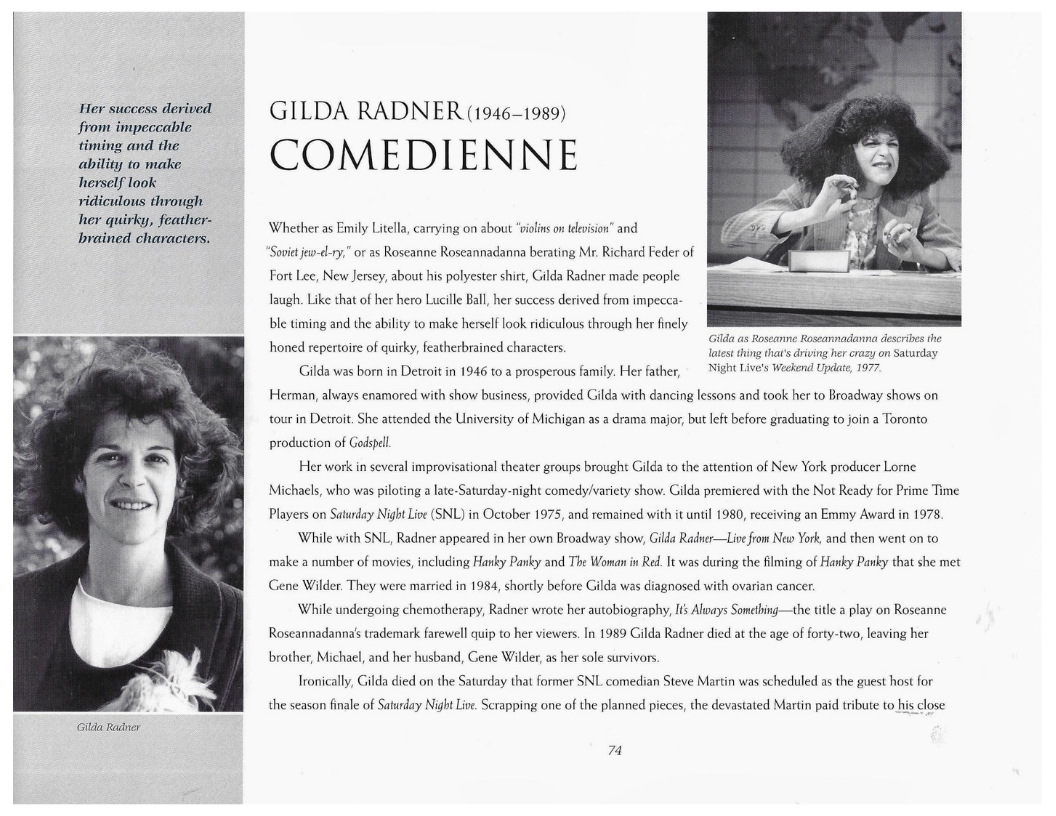 Her success derived
from impeccable
timing and the
ability to make
herself look
ridiculous through
her quirky, feather-
brained characters.
GILDA RADNER (1946–1989)
COMEDIENNE
Whether as Emily Litella, carrying on about "violins on television" and
"Soviet jew-el-ry," or as Roseanne Roseannadanna berating Mr. Richard Feder of
Fort Lee, New Jersey, about his polyester shirt, Gilda Radner made people
laugh. Like that of her hero Lucille Ball, her success derived from impecca-
ble timing and the ability to make herself look ridiculous through her finely
honed repertoire of quirky, featherbrained characters.
Gilda was born in Detroit in 1946 to a prosperous family. Her father,
Herman, always enamored with show business, provided Gilda with dancing lessons and took her to Broadway shows on
tour in Detroit. She attended the University of Michigan as a drama major, but left before graduating to join a Toronto
production of Godspell.
Her work in several improvisational theater groups brought Gilda to the attention of New York producer Lorne
Michaels, who was piloting a late-Saturday-night comedy/variety show. Gilda premiered with the Not Ready for Prime Time
Players on Saturday Night Live (SNL) in October 1975, and remained with it until 1980, receiving an Emmy Award in 1978.
While with SNL, Radner appeared in her own Broadway show, Gilda Radner—Live from New York, and then went on to
make a number of movies, including Hanky Panky and The Woman in Red. It was during the filming of Hanky Panky that she met
Gene Wilder. They were married in 1984, shortly before Gilda was diagnosed with ovarian cancer.
While undergoing chemotherapy, Radner wrote her autobiography, It's Always Something—the title a play on Roseanne
Roseannadanna's trademark farewell quip to her viewers. In 1989 Gilda Radner died at the age of forty-two, leaving her
brother, Michael, and her husband, Gene Wilder, as her sole survivors.
Ironically, Gilda died on the Saturday that former SNL comedian Steve Martin was scheduled as the guest host for
the season finale of Saturday Night Live. Scrapping one of the planned pieces, the devastated Martin paid tribute to his close
Gilda as Roseanne Roseannadanna describes the
latest thing that's driving her crazy on Saturday
Night Live's Weekend Update, 1977.
Gilda Radner
74